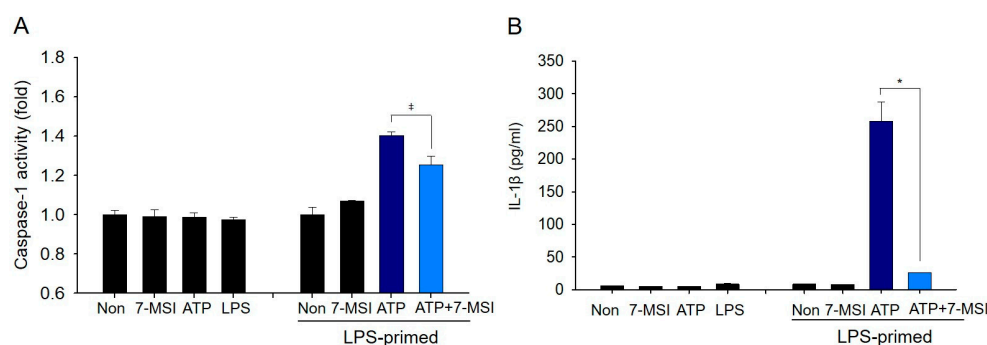 A
Caspase-1 activity (fold)
1.8
1.6
1.4
1.2
1.0
0.8
0.6
‡
Non 7-MSI ATP LPS
Non 7-MSI ATP ATP+7-MSI
LPS-primed
B
IL-1β (pg/ml)
350
300
250
200
150
100
50
0
*
Non 7-MSI ATP LPS
Non 7-MSI ATP ATP+7-MSI
LPS-primed